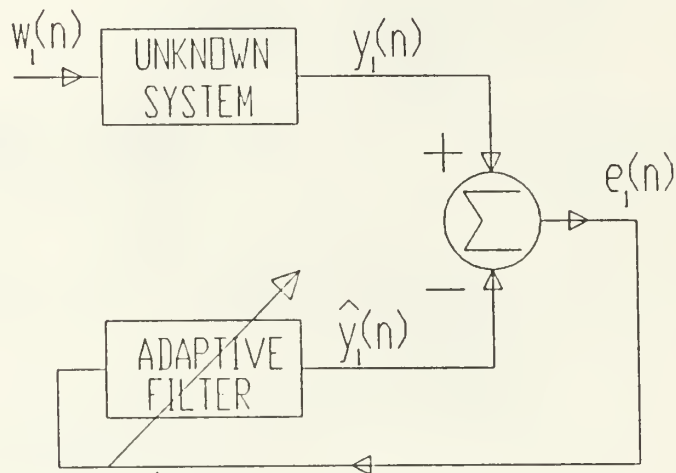 w₁(n)
UNKNOWN
SYSTEM
y₁(n)
+
Σ
e₁(n)
−
ŷ₁(n)
ADAPTIVE
FILTER